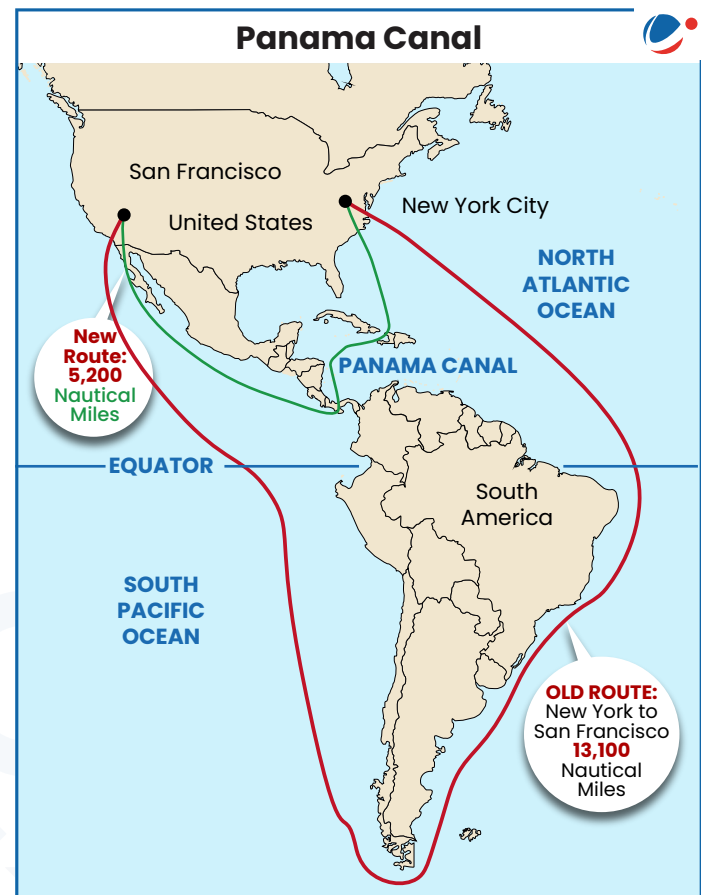 Panama Canal
San Francisco
United States
New York City
NORTH
ATLANTIC
OCEAN
New
Route:
5,200
Nautical
Miles
PANAMA CANAL
EQUATOR
South
America
SOUTH
PACIFIC
OCEAN
OLD ROUTE:
New York to
San Francisco
13,100
Nautical
Miles